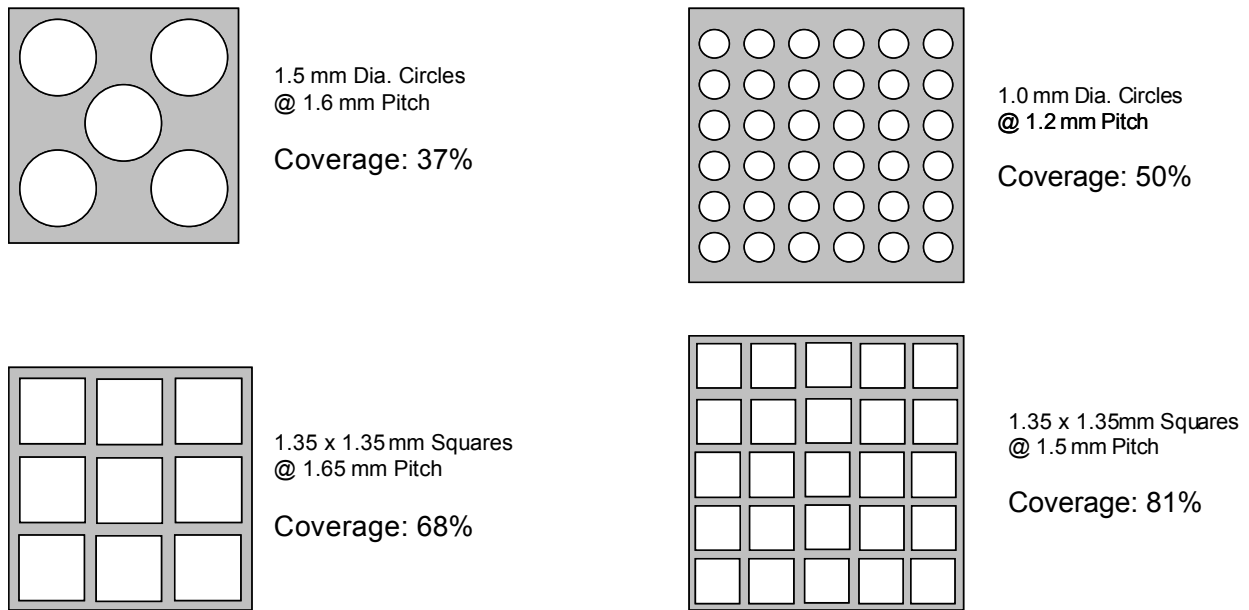 1.5 mm Dia. Circles
@ 1.6 mm Pitch
Coverage: 37%
1.0 mm Dia. Circles
@ 1.2 mm Pitch
Coverage: 50%
1.35 x 1.35 mm Squares
@ 1.65 mm Pitch
Coverage: 68%
1.35 x 1.35mm Squares
@ 1.5 mm Pitch
Coverage: 81%